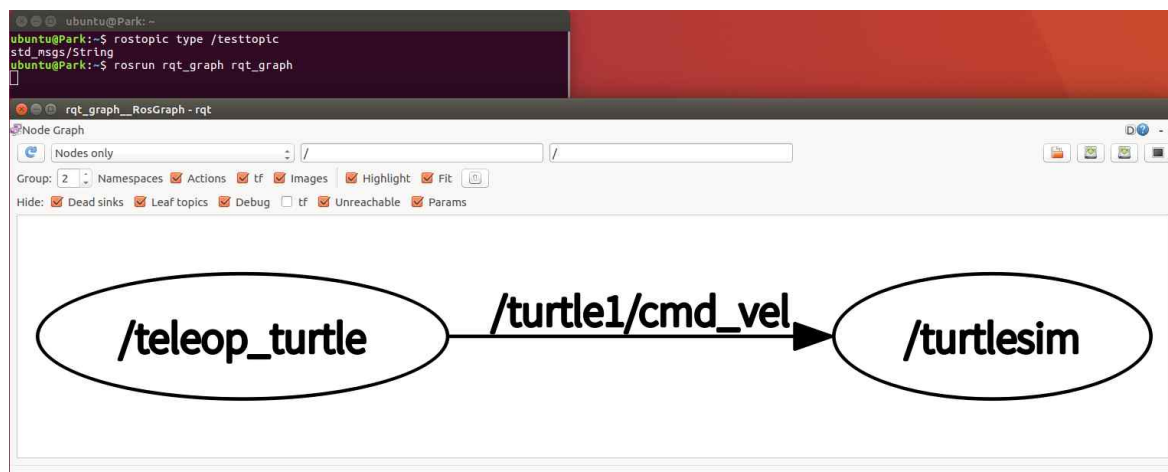 ubuntu@Park: ~
ubuntu@Park:~$ rostopic type /testtopic
std_msgs/String
ubuntu@Park:~$ rosrun rqt_graph rqt_graph
rqt_graph__RosGraph - rqt
Node Graph D -
Nodes only / /
Group: 2 Namespaces Actions tf Images Highlight Fit
Hide: Dead sinks Leaf topics Debug tf Unreachable Params
/teleop_turtle /turtle1/cmd_vel /turtlesim